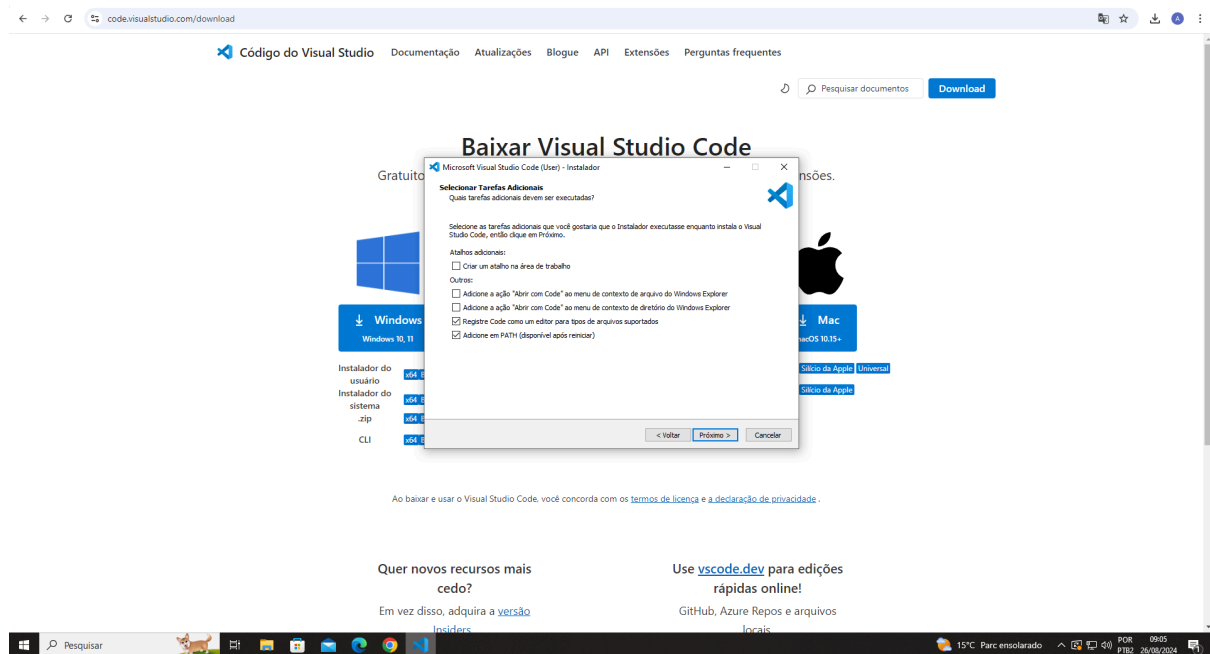 code.visualstudio.com/download
A
Código do Visual Studio Documentação Atualizações Blogue API Extensões Perguntas frequentes
Pesquisar documentos Download
Baixar Visual Studio Code
Gratuito
nsões.
Microsoft Visual Studio Code (User) - Instalador
Selecionar Tarefas Adicionais
Quais tarefas adicionais devem ser executadas?
Selecione as tarefas adicionais que você gostaria que o Instalador executasse enquanto instala o Visual
Studio Code, então clique em Próximo.
Atalhos adicionais:
Criar um atalho na área de trabalho
Outros:
Adicione a ação "Abrir com Code" ao menu de contexto de arquivo do Windows Explorer
Adicione a ação "Abrir com Code" ao menu de contexto de diretório do Windows Explorer
Registre Code como um editor para tipos de arquivos suportados
Adicione em PATH (disponível após reiniciar)
< Voltar Próximo > Cancelar
Windows
Windows 10, 11
Mac
macOS 10.15+
Instalador do
usuário
x64
Instalador do
sistema
x64
.zip x64
CLI x64
Silício da Apple Universal
Silício da Apple
Ao baixar e usar o Visual Studio Code, você concorda com os termos de licença e a declaração de privacidade .
Quer novos recursos mais
cedo?
Em vez disso, adquira a versão
Insiders
Use vscode.dev para edições
rápidas online!
GitHub, Azure Repos e arquivos
locais
Pesquisar
15°C Parc ensolarado
POR 09:05
PTB2 26/08/2024